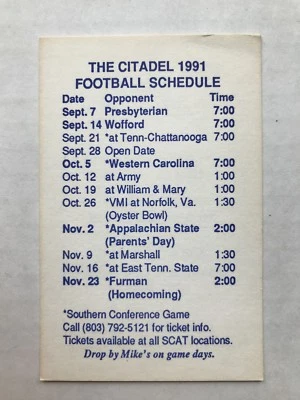 THE CITADEL 1991
FOOTBALL SCHEDULE
Date Opponent Time
Sept. 7 Presbyterian 7:00
Sept. 14 Wofford 7:00
Sept. 21 *at Tenn-Chattanooga 7:00
Sept. 28 Open Date
Oct. 5 *Western Carolina 7:00
Oct. 12 at Army 1:00
Oct. 19 at William & Mary 1:00
Oct. 26 *VMI at Norfolk, Va. 1:30
(Oyster Bowl)
Nov. 2 *Appalachian State 2:00
(Parents' Day)
Nov. 9 *at Marshall 1:30
Nov. 16 *at East Tenn. State 7:00
Nov. 23 *Furman 2:00
(Homecoming)
*Southern Conference Game
Call (803) 792-5121 for ticket info.
Tickets available at all SCAT locations.
Drop by Mike's on game days.